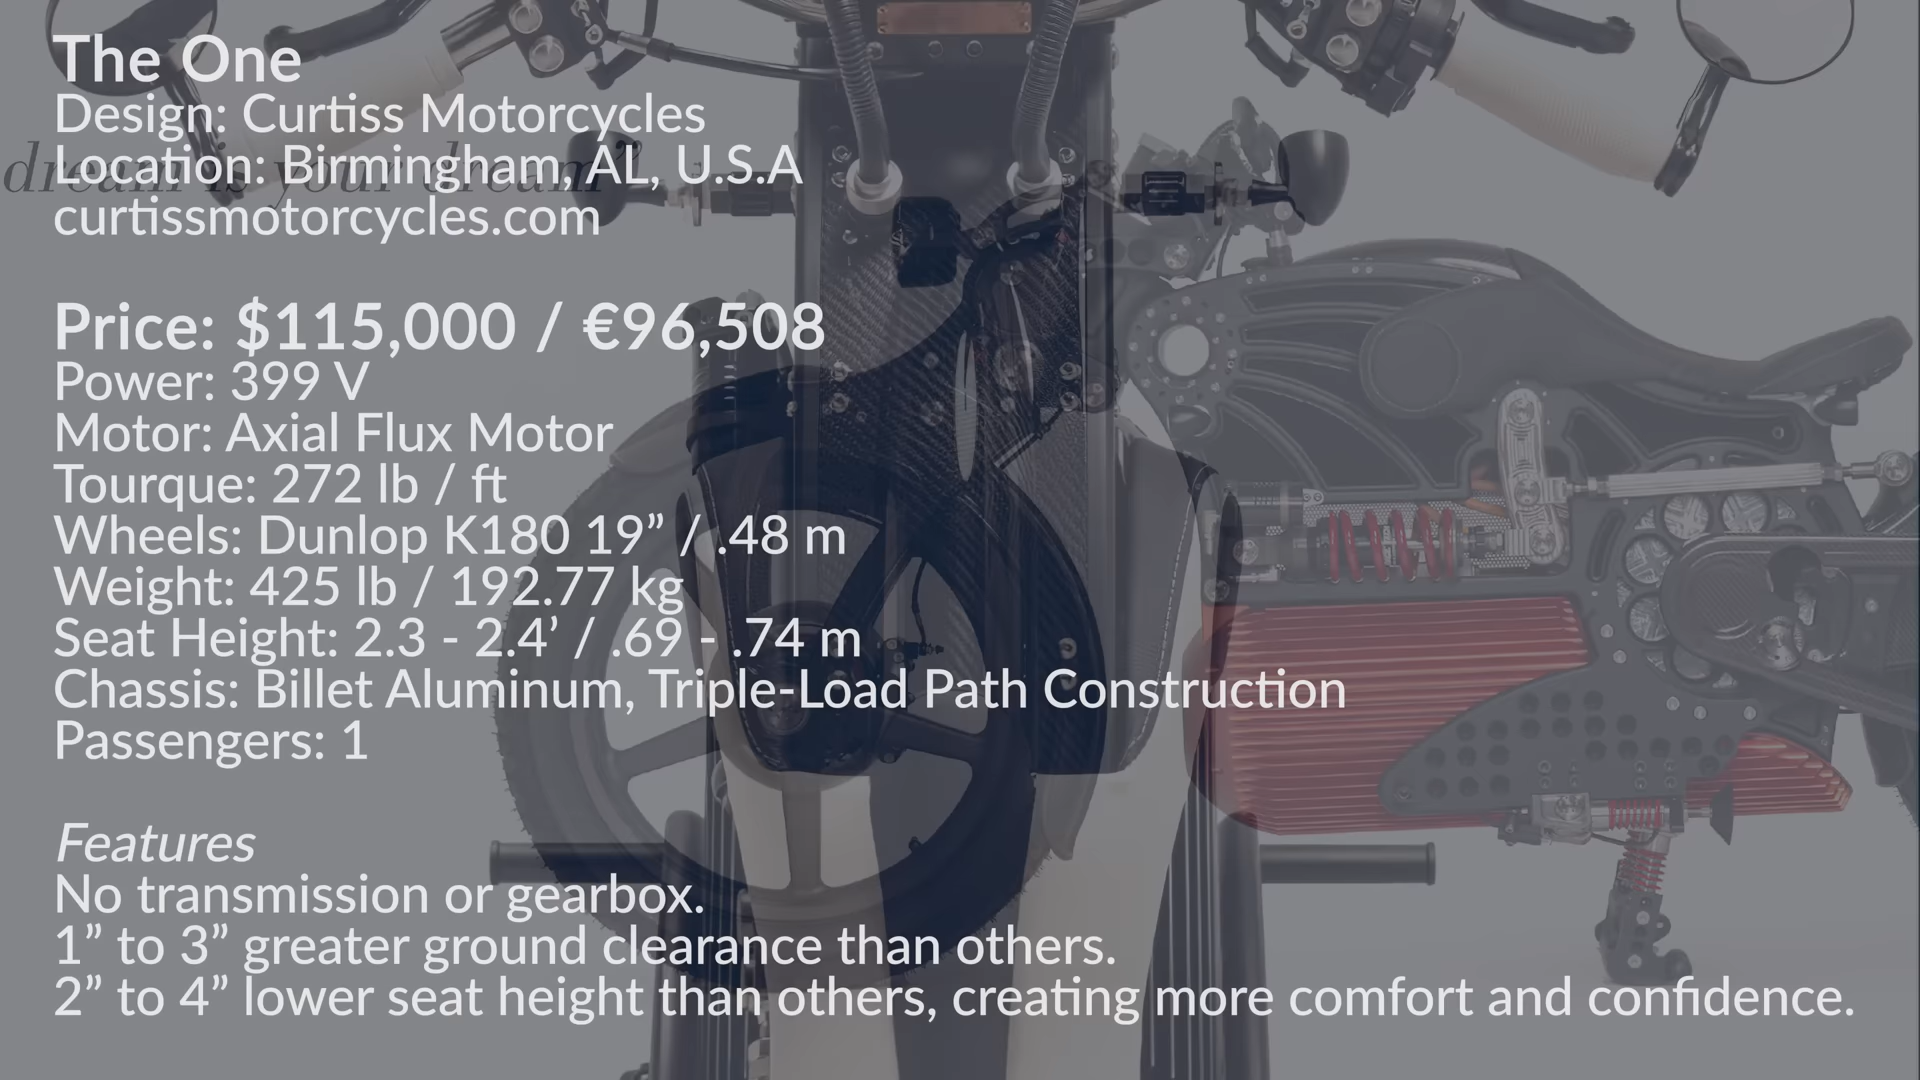 The One
Design: Curtiss Motorcycles
dream is your dream”
Location: Birmingham, AL, U.S.A
curtissmotorcycles.com
Price: $115,000 / €96,508
Power: 399 V
Motor: Axial Flux Motor
Tourque: 272 lb / ft
Wheels: Dunlop K180 19” / .48 m
Weight: 425 lb / 192.77 kg
Seat Height: 2.3 - 2.4’ / .69 - .74 m
Chassis: Billet Aluminum, Triple-Load Path Construction
Passengers: 1
Features
No transmission or gearbox.
1” to 3” greater ground clearance than others.
2” to 4” lower seat height than others, creating more comfort and confidence.